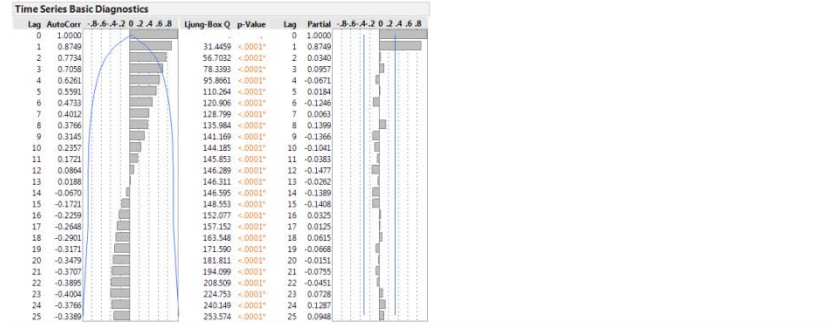 Time Series Basic Diagnostics
Lag AutoCorr -.8-.6-.4-.2 0 .2 .4 .6 .8 Ljung-Box Q p-Value Lag Partial -.8-.6-.4-.2 0 .2 .4 .6 .8
0 1.0000 . . 0 1.0000
1 0.8749 31.4459 <.0001* 1 0.8749
2 0.7734 56.7032 <.0001* 2 0.0340
3 0.7058 78.3393 <.0001* 3 0.0957
4 0.6261 95.8661 <.0001* 4 -0.0671
5 0.5591 110.264 <.0001* 5 0.0184
6 0.4733 120.906 <.0001* 6 -0.1246
7 0.4012 128.799 <.0001* 7 0.0063
8 0.3766 135.984 <.0001* 8 0.1399
9 0.3145 141.169 <.0001* 9 -0.1366
10 0.2357 144.185 <.0001* 10 -0.1041
11 0.1721 145.853 <.0001* 11 -0.0383
12 0.0864 146.289 <.0001* 12 -0.1477
13 0.0188 146.311 <.0001* 13 -0.0262
14 -0.0670 146.595 <.0001* 14 -0.1389
15 -0.1721 148.553 <.0001* 15 -0.1408
16 -0.2259 152.077 <.0001* 16 0.0325
17 -0.2648 157.152 <.0001* 17 0.0125
18 -0.2901 163.548 <.0001* 18 0.0615
19 -0.3171 171.590 <.0001* 19 -0.0668
20 -0.3479 181.811 <.0001* 20 -0.0151
21 -0.3707 194.099 <.0001* 21 -0.0755
22 -0.3895 208.509 <.0001* 22 -0.0451
23 -0.4004 224.753 <.0001* 23 0.0728
24 -0.3766 240.149 <.0001* 24 0.1287
25 -0.3389 253.574 <.0001* 25 0.0948